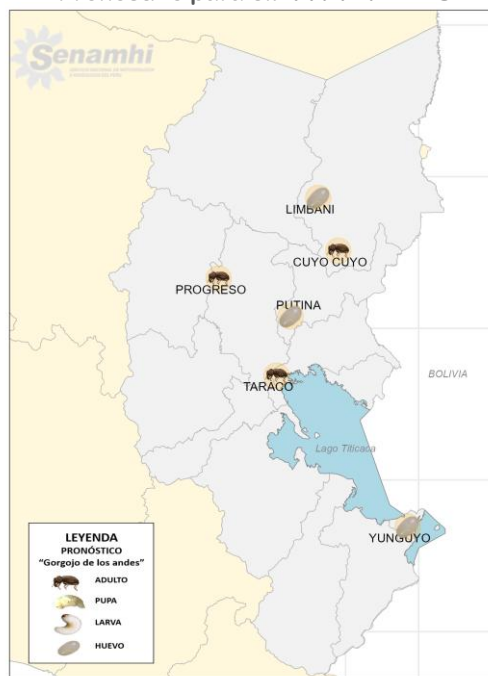 Senamhi
LIMBANI
CUYO CUYO
PROGRESO
PUTINA
TARACO
BOLIVIA
Lago Titicaca
YUNGUYO
LEYENDA
PRONÓSTICO
"Gorgojo de los andes"
ADULTO
PUPA
LARVA
HUEVO